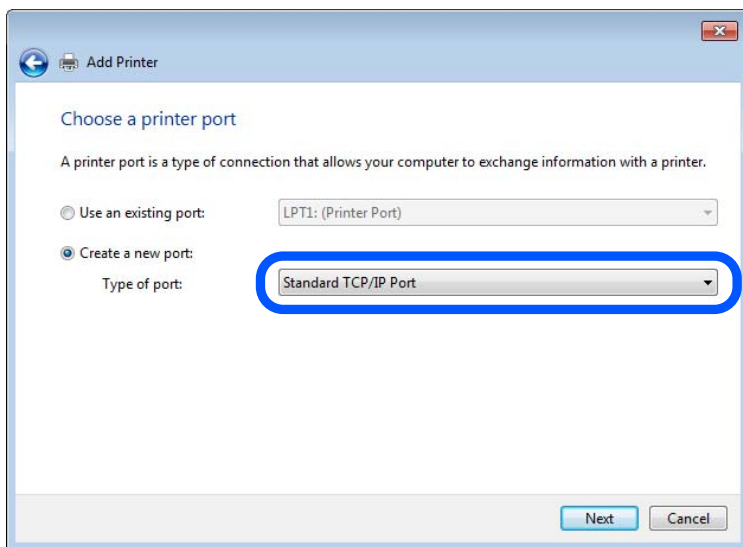 Add Printer
Choose a printer port
A printer port is a type of connection that allows your computer to exchange information with a printer.
Use an existing port: LPT1: (Printer Port)
Create a new port:
Type of port: Standard TCP/IP Port
Next Cancel